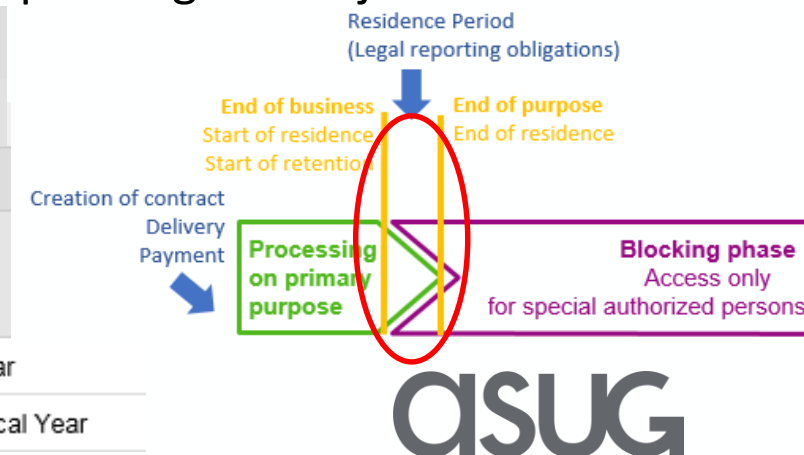 Residence Period
(Legal reporting obligations)
End of business
Start of residence
Start of retention
End of purpose
End of residence
Creation of contract
Delivery
Payment
Processing
on primary
purpose
Blocking phase
Access only
for special authorized persons
cal Year
asug